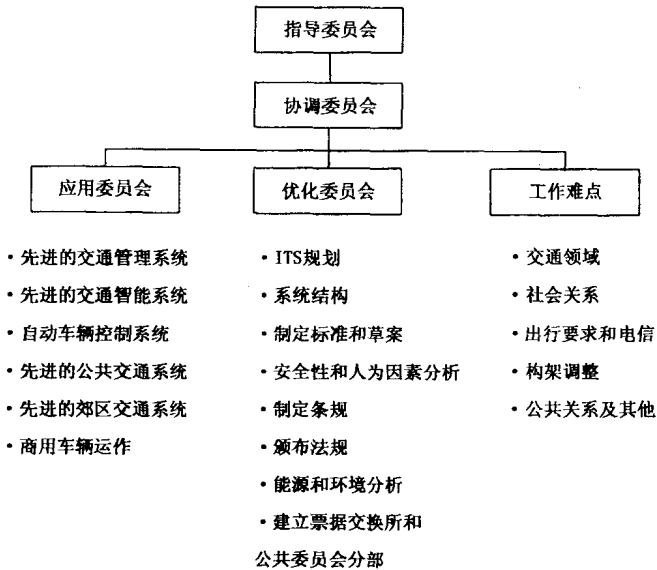 指导委员会
协调委员会
应用委员会
优化委员会
工作难点
・先进的交通管理系统
・先进的交通智能系统
・自动车辆控制系统
・先进的公共交通系统
・先进的郊区交通系统
・商用车辆运作
・ITS规划
・系统结构
・制定标准和草案
・安全性和人为因素分析
・制定条规
・颁布法规
・能源和环境分析
・建立票据交换所和
公共委员会分部
・交通领域
・社会关系
・出行要求和电信
・构架调整
・公共关系及其他